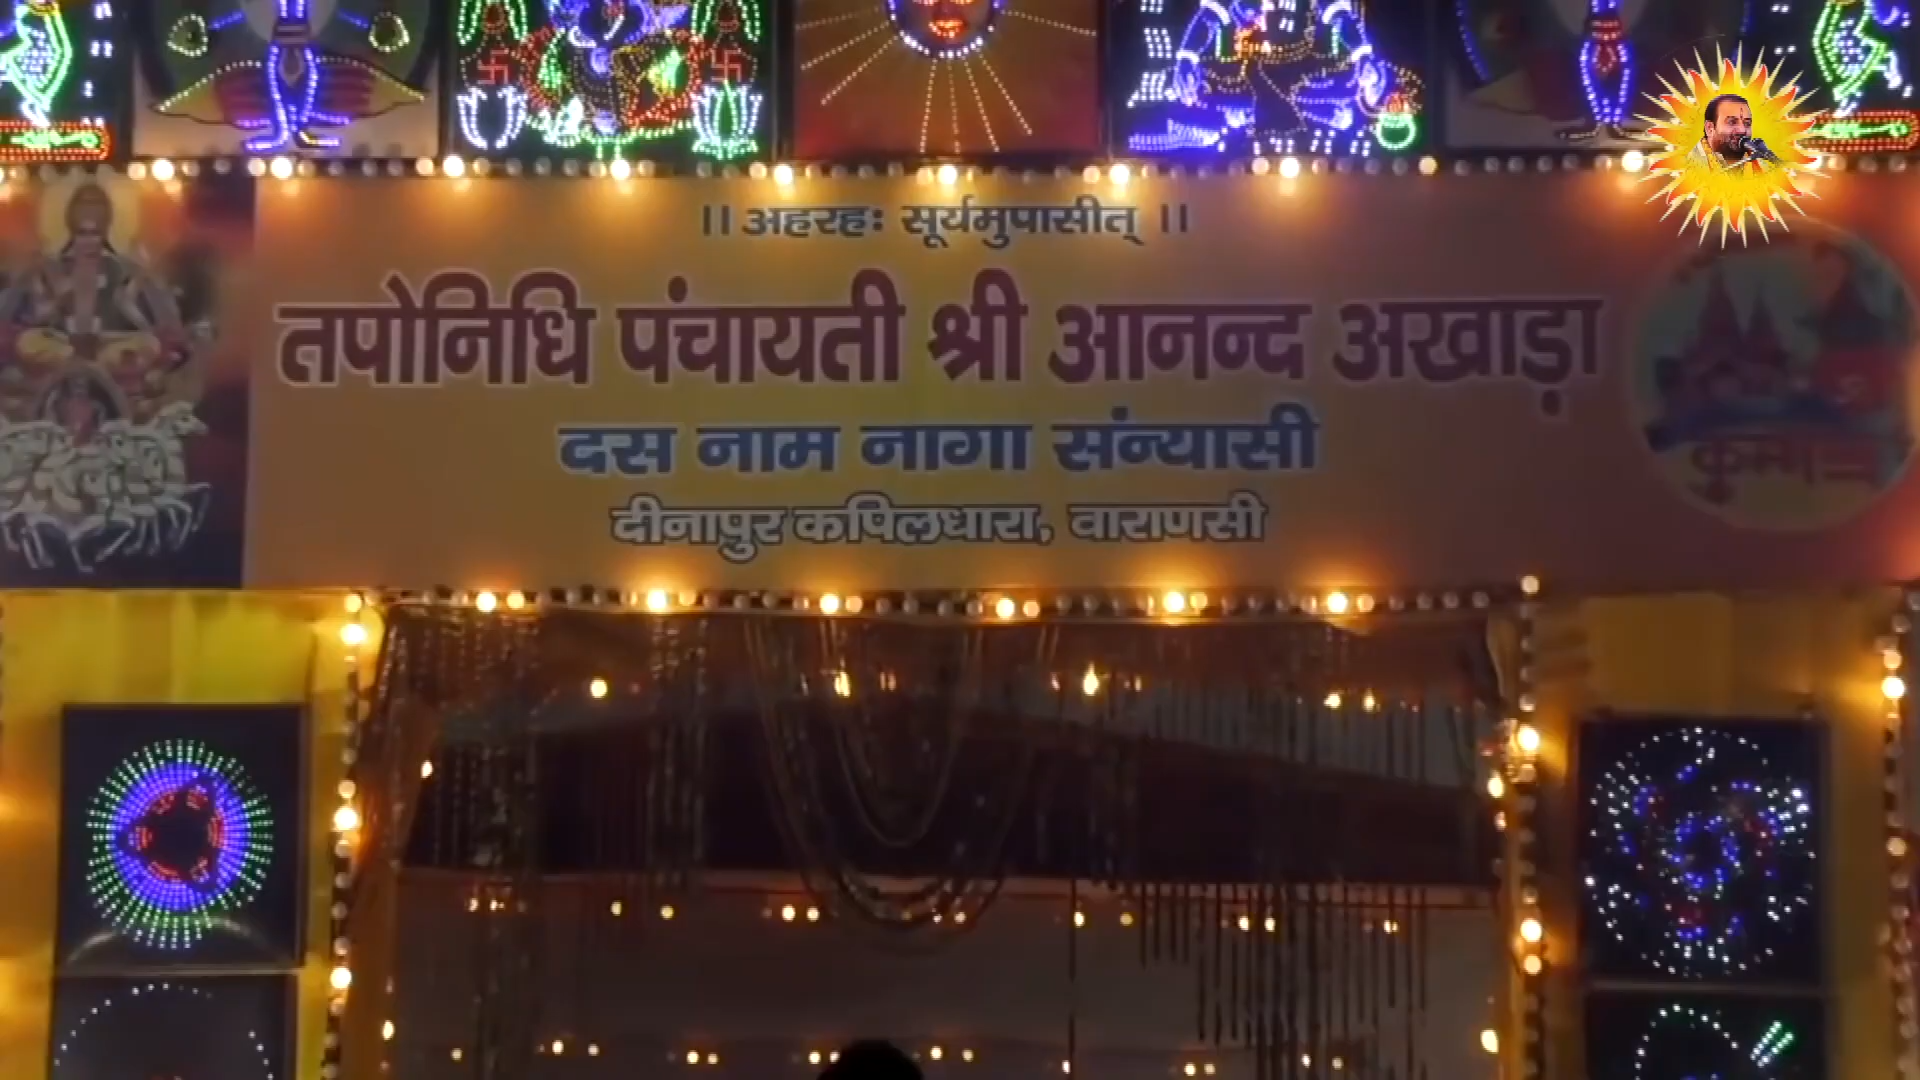 ।। अहरहः सूर्यमुपासीत् ।।
तपोनिधि पंचायती श्री आनन्द अखाड़ा
दस नाम नागा संन्यासी
दीनापुर कपिलधारा, वाराणसी